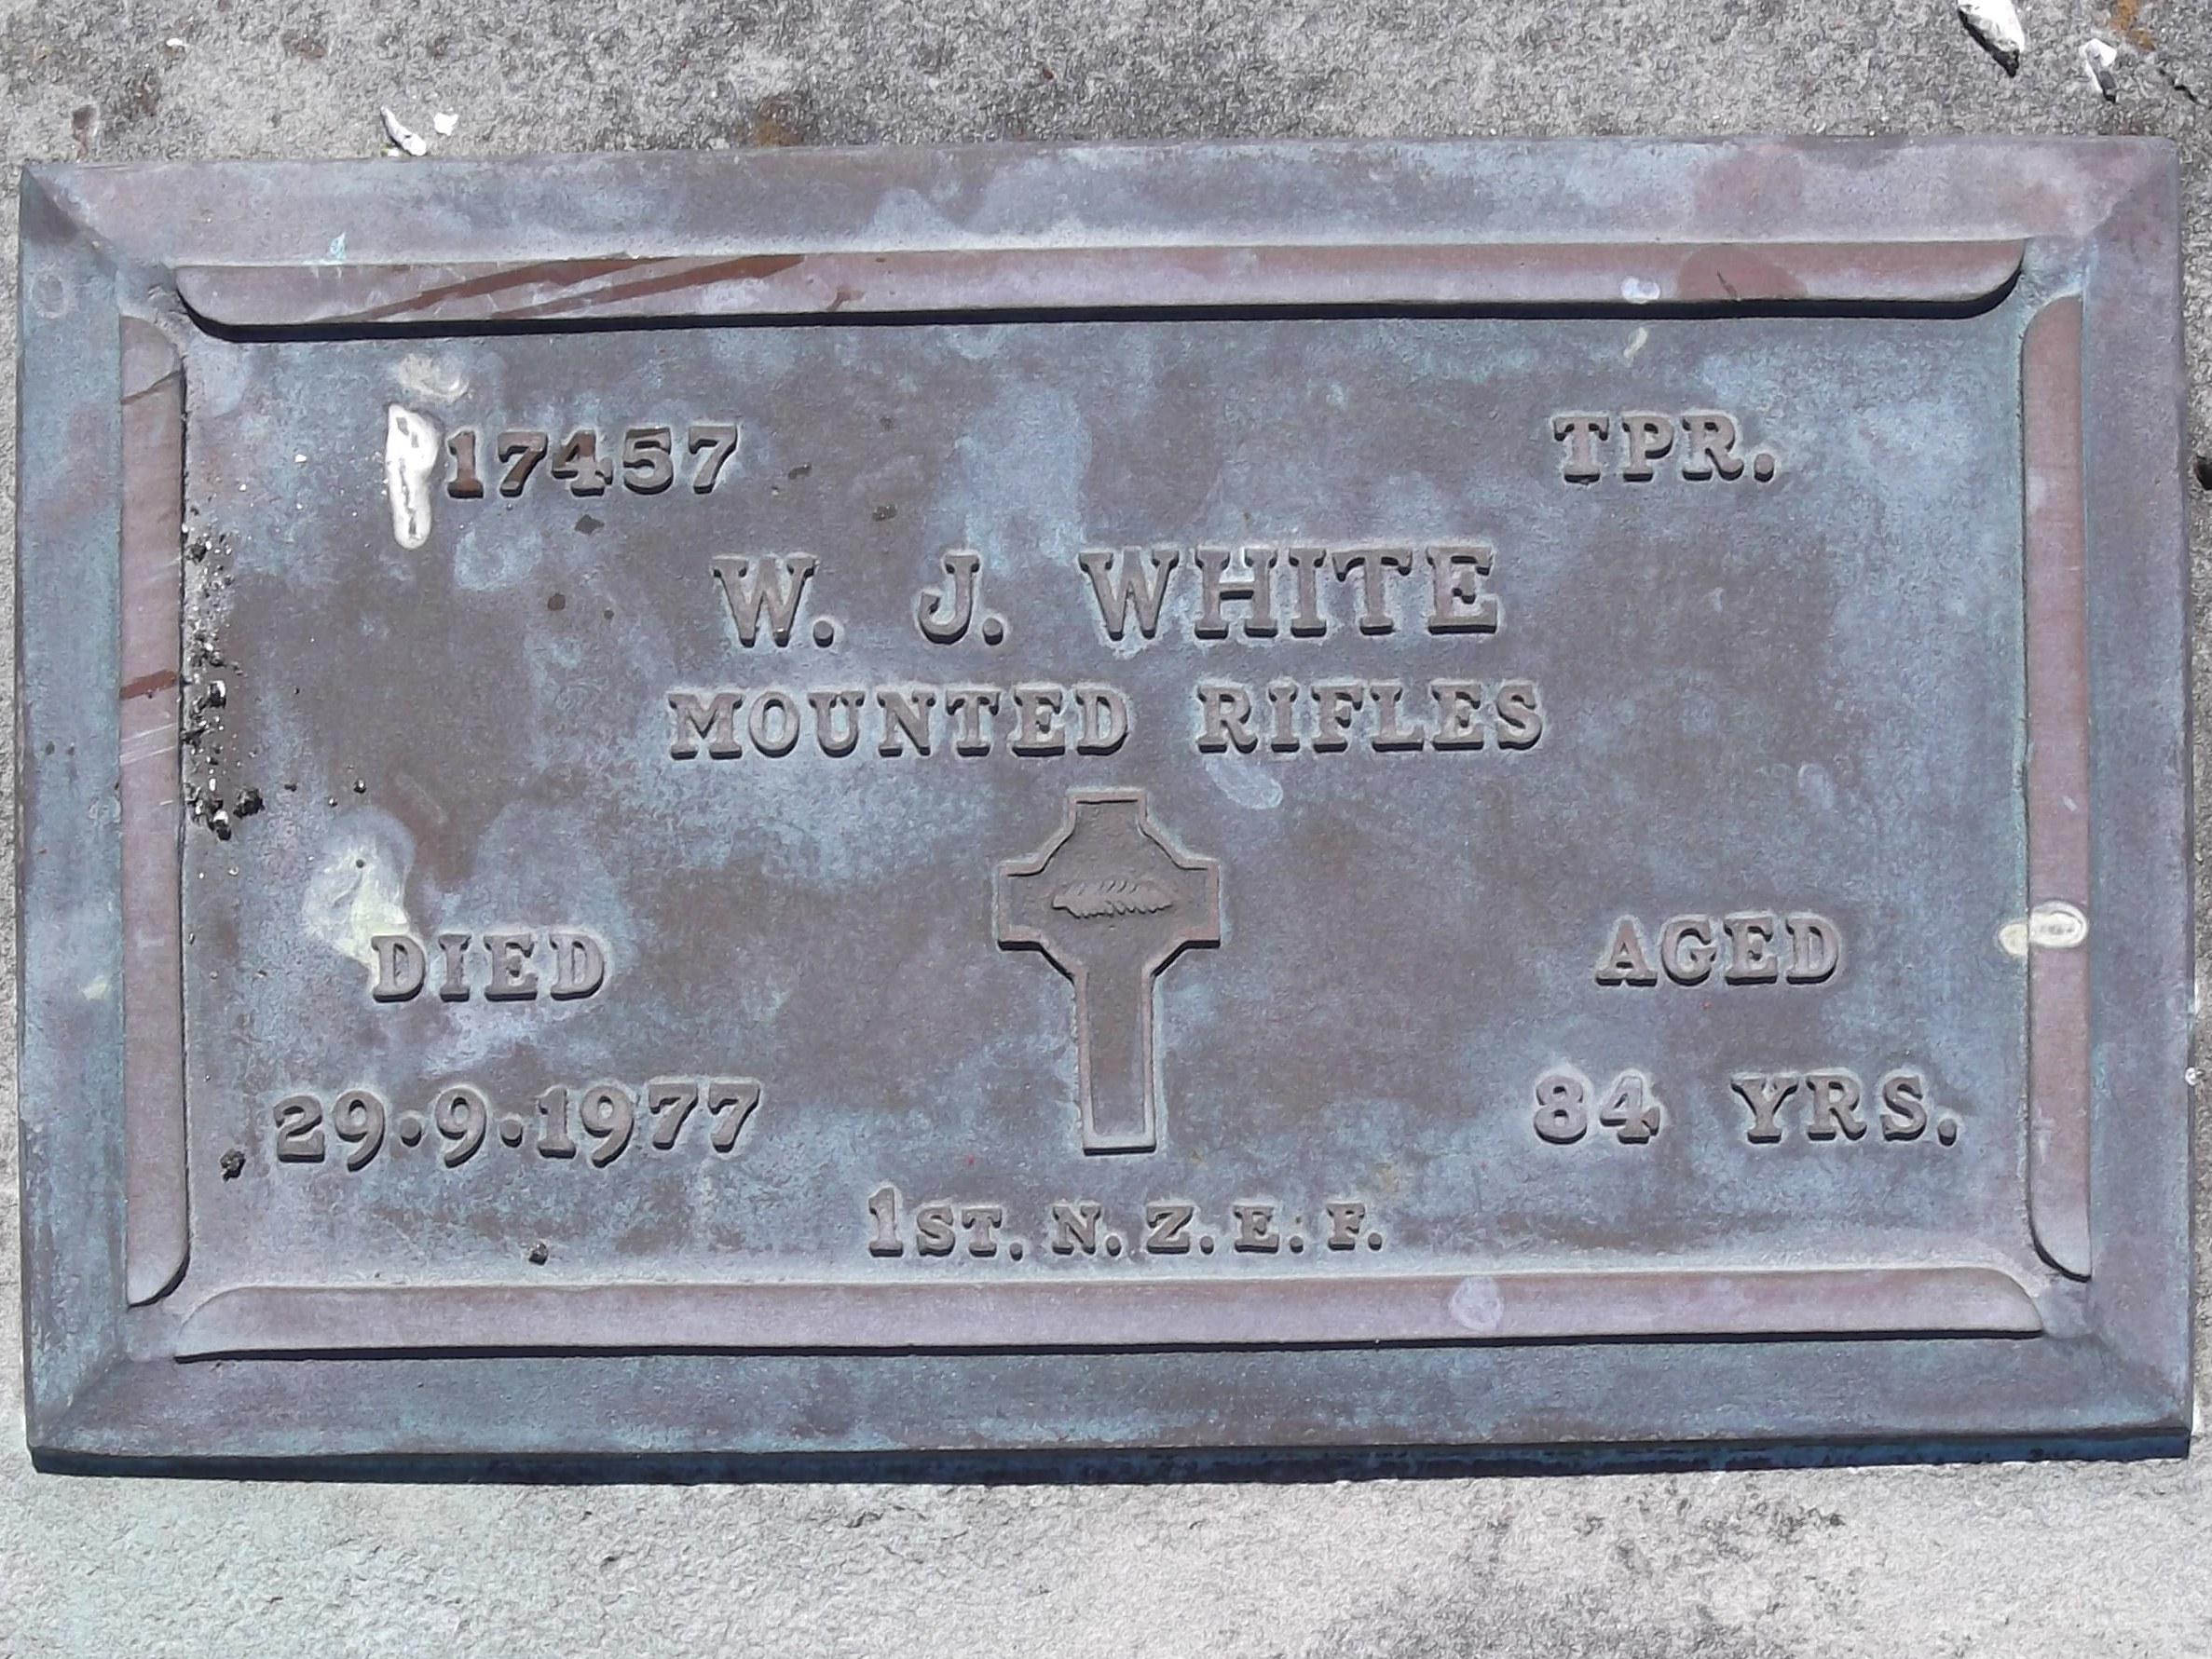 17457 TPR.
W. J. WHITE
MOUNTED RIFLES
DIED AGED
29·9·1977 84 YRS.
1ST. N.Z.E.F.